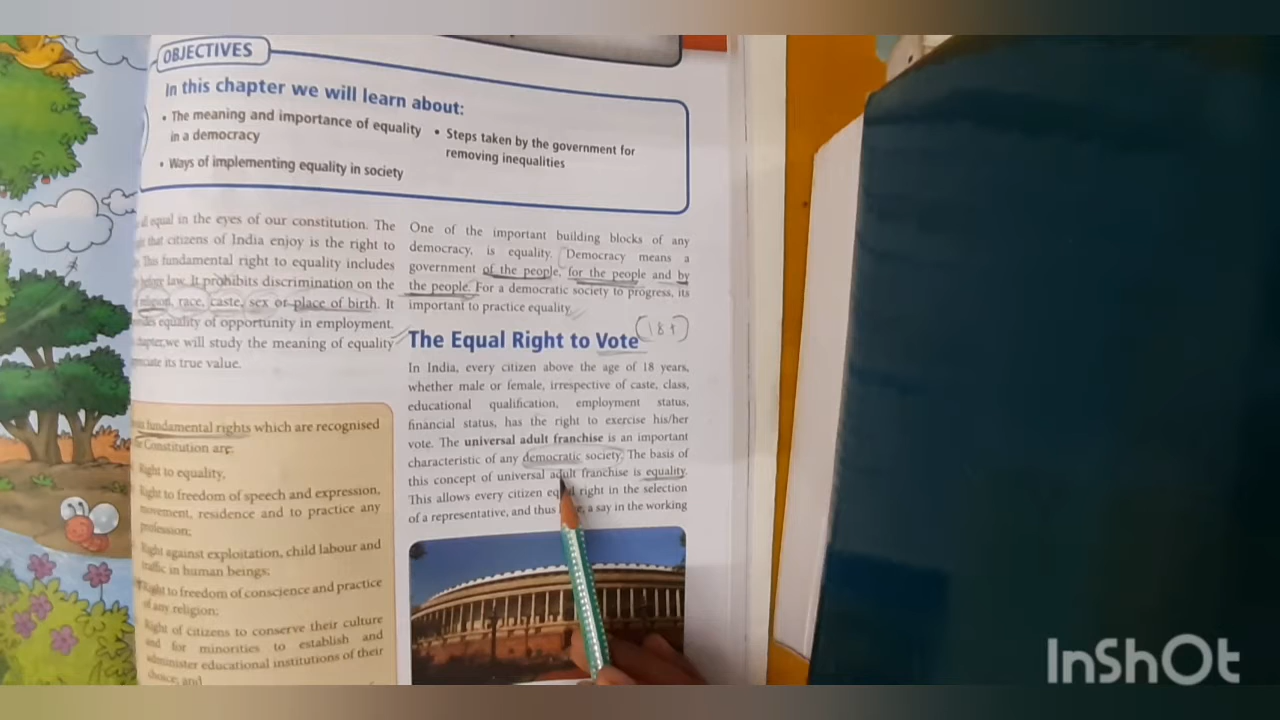 OBJECTIVES
In this chapter we will learn about:
• The meaning and importance of equality
in a democracy
• Ways of implementing equality in society
• Steps taken by the government for
removing inequalities
equal in the eyes of our constitution. The
that citizens of India enjoy is the right to
This fundamental right to equality includes
before law. It prohibits discrimination on the
religion, race, caste, sex or place of birth. It
equality of opportunity in employment.
chapter, we will study the meaning of equality
its true value.
fundamental rights which are recognised
Constitution are:
Right to equality,
Right to freedom of speech and expression,
movement, residence and to practice any
profession;
Right against exploitation, child labour and
traffic in human beings;
Right to freedom of conscience and practice
of any religion;
Right of citizens to conserve their culture
and for minorities to establish and
administer educational institutions of their
choice; and
One of the important building blocks of any
democracy, is equality. Democracy means a
government of the people, for the people and by
the people. For a democratic society to progress, its
important to practice equality.
The Equal Right to Vote (18+)
In India, every citizen above the age of 18 years,
whether male or female, irrespective of caste, class,
educational qualification, employment status,
financial status, has the right to exercise his/her
vote. The universal adult franchise is an important
characteristic of any democratic society. The basis of
this concept of universal adult franchise is equality.
This allows every citizen equal right in the selection
of a representative, and thus a say in the working
InShOt